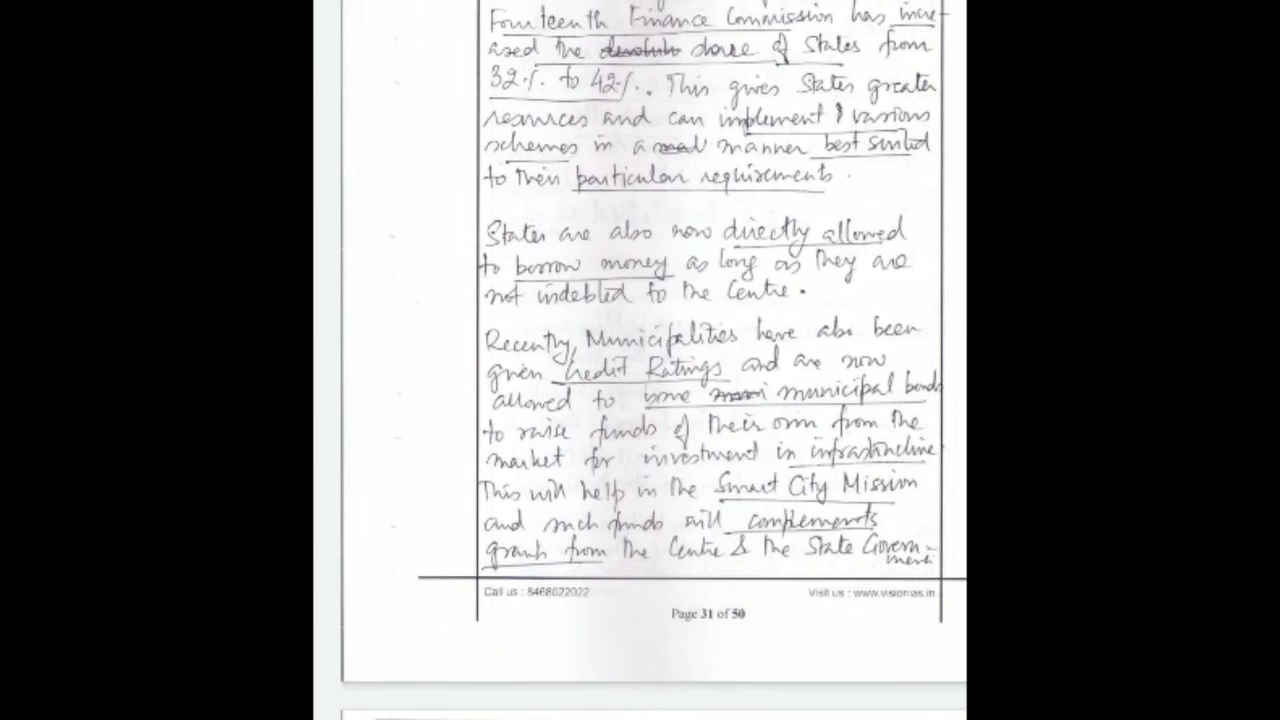 Fourteenth Finance Commission has incre-
ased the share of States from
32% to 42%. This gives States greater
resources and can implement various
schemes in a manner best suited
to their particular requirements.
States are also now directly allowed
to borrow money as long as they are
not indebted to the Centre.
Recently, Municipalities have also been
given Credit Ratings and are now
allowed to issue municipal bonds
to raise funds of their own from the
market for investment in infrastructure
This will help in the Smart City Mission
and such funds will complements
grants from the Centre & the State Govern-
ment
Call us : 8468022022 Visit us : www.visionias.in
Page 31 of 50